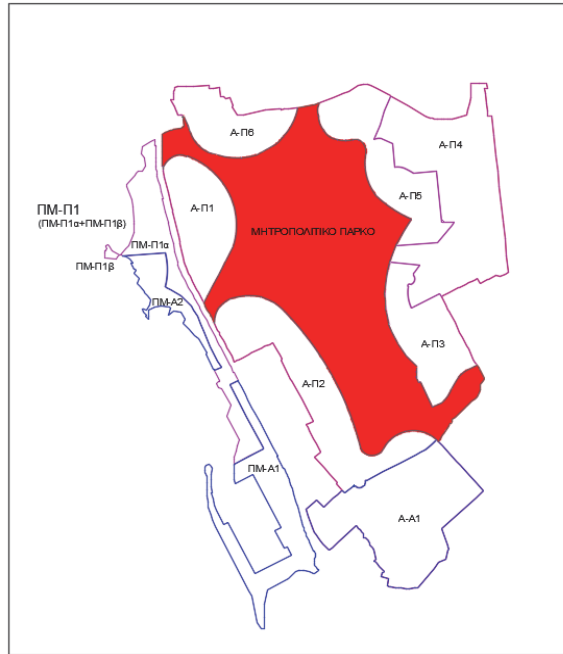 Α-Π6
Α-Π4
Α-Π5
Α-Π1
ΠΜ-Π1
(ΠΜ-Π1α+ΠΜ-Π1β)
ΜΗΤΡΟΠΟΛΙΤΙΚΟ ΠΑΡΚΟ
ΠΜ-Π1α
ΠΜ-Π1β
ΠΜ-Α2
Α-Π3
Α-Π2
ΠΜ-Α1
Α-Α1